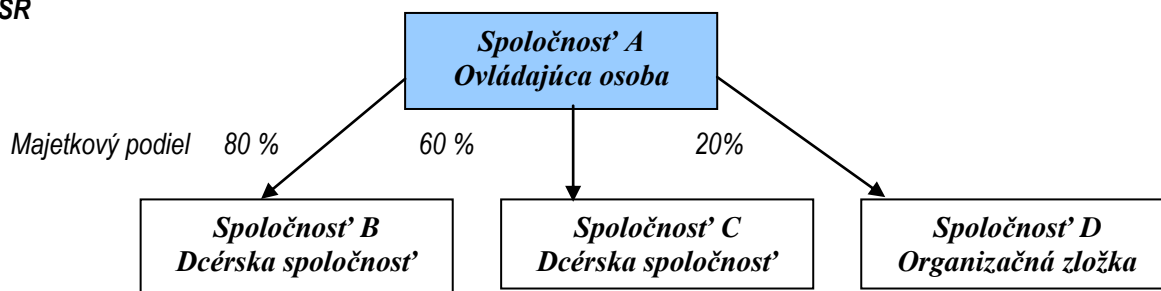 SR
Spoločnosť A
Ovládajúca osoba
Majetkový podiel 80 % 60 % 20%
Spoločnosť B
Dcérska spoločnosť
Spoločnosť C
Dcérska spoločnosť
Spoločnosť D
Organizačná zložka